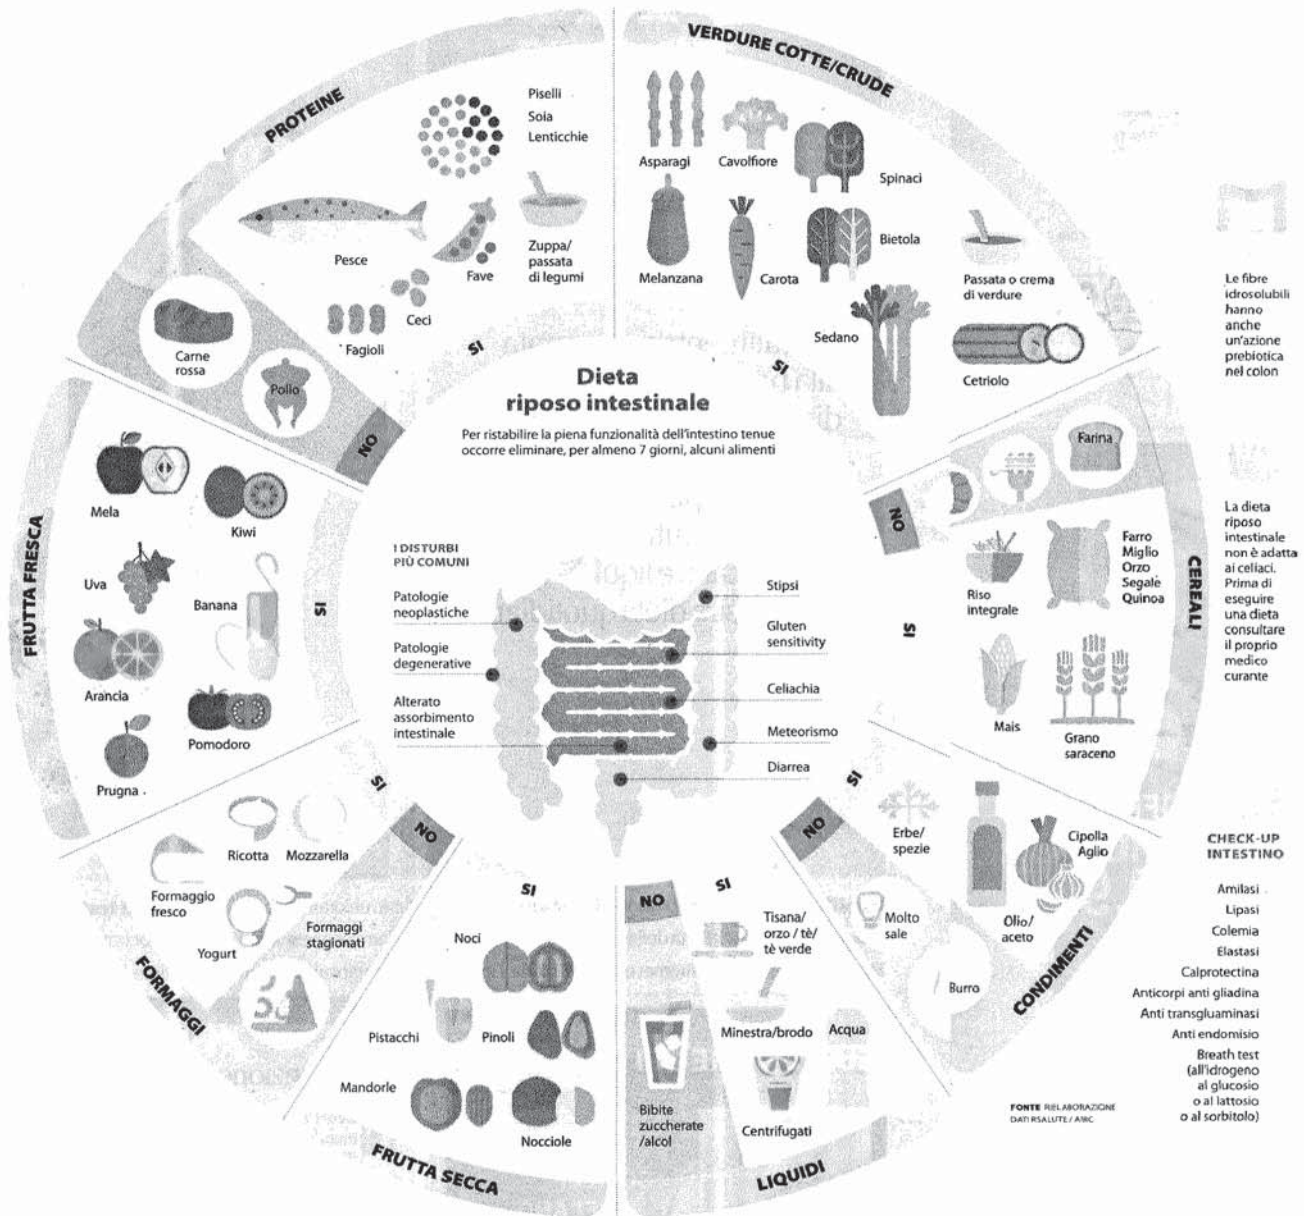 Dieta
riposo intestinale
Per ristabilire la piena funzionalità dell'intestino tenue
occorre eliminare, per almeno 7 giorni, alcuni alimenti
PROTEINE
Piselli
Soia
Lenticchie
Pesce
Fave
Zuppa/
passata
di legumi
Ceci
Fagioli
SI
Carne
rossa
Pollo
NO
VERDURE COTTE/CRUDE
Asparagi
Cavolfiore
Spinaci
Melanzana
Carota
Bietola
Passata o crema
di verdure
Sedano
Cetriolo
SI
CEREALI
Farina
NO
Riso
integrale
Farro
Miglio
Orzo
Segale
Quinoa
Mais
Grano
saraceno
SI
CONDIMENTI
SI
Erbe/
spezie
Cipolla
Aglio
Olio/
aceto
NO
Molto
sale
Burro
LIQUIDI
SI
Tisana/
orzo / tè/
tè verde
Minestra/brodo
Acqua
Centrifugati
NO
Bibite
zuccherate
/alcol
FRUTTA SECCA
SI
Noci
Pistacchi
Pinoli
Mandorle
Nocciole
FORMAGGI
SI
Ricotta
Mozzarella
Formaggio
fresco
Yogurt
NO
Formaggi
stagionati
FRUTTA FRESCA
SI
Mela
Kiwi
Uva
Banana
Arancia
Pomodoro
Prugna
I DISTURBI
PIÙ COMUNI
Patologie
neoplastiche
Patologie
degenerative
Alterato
assorbimento
intestinale
Stipsi
Gluten
sensitivity
Celiachia
Meteorismo
Diarrea
Le fibre
idrosolubili
hanno
anche
un'azione
prebiotica
nel colon
La dieta
riposo
intestinale
non è adatta
ai celiaci.
Prima di
eseguire
una dieta
consultare
il proprio
medico
curante
CHECK-UP
INTESTINO
Amilasi
Lipasi
Colemia
Elastasi
Calprotectina
Anticorpi anti gliadina
Anti transgluaminasi
Anti endomisio
Breath test
(all'idrogeno
al glucosio
o al lattosio
o al sorbitolo)
FONTE RIELABORAZIONE
DATI RSALUTE / AIRC